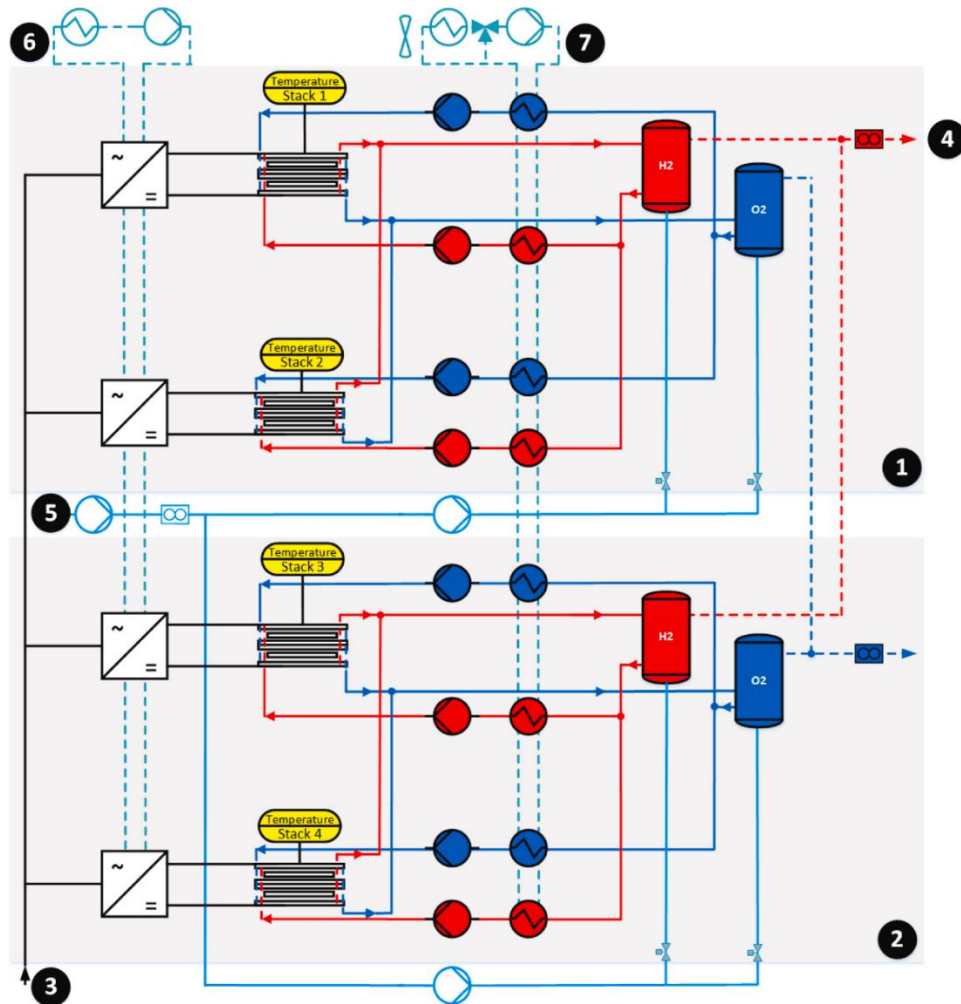 6
7
Temperature
Stack 1
~
=
H2
4
O2
Temperature
Stack 2
~
=
1
5
Temperature
Stack 3
~
=
H2
O2
Temperature
Stack 4
~
=
2
3